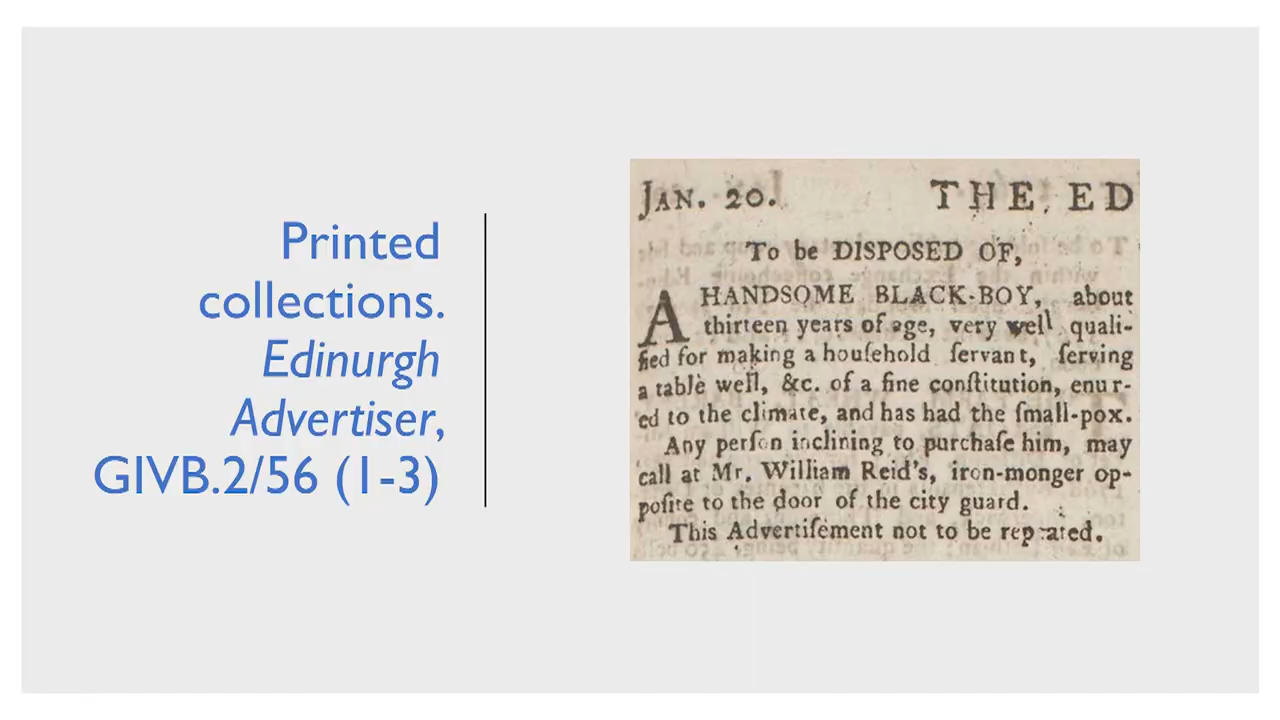 Printed
collections.
Edinurgh
Advertiser,
GIVB.2/56 (1-3)
JAN. 20. THE ED
To be DISPOSED OF,
A HANDSOME BLACK-BOY, about
thirteen years of age, very well quali-
fied for making a houſehold ſervant, ſerving
a table well, &c. of a fine conſtitution, enur-
ed to the climate, and has had the ſmall-pox.
Any perſon inclining to purchaſe him, may
call at Mr. William Reid's, iron-monger op-
poſite to the door of the city guard.
This Advertiſement not to be repeated.